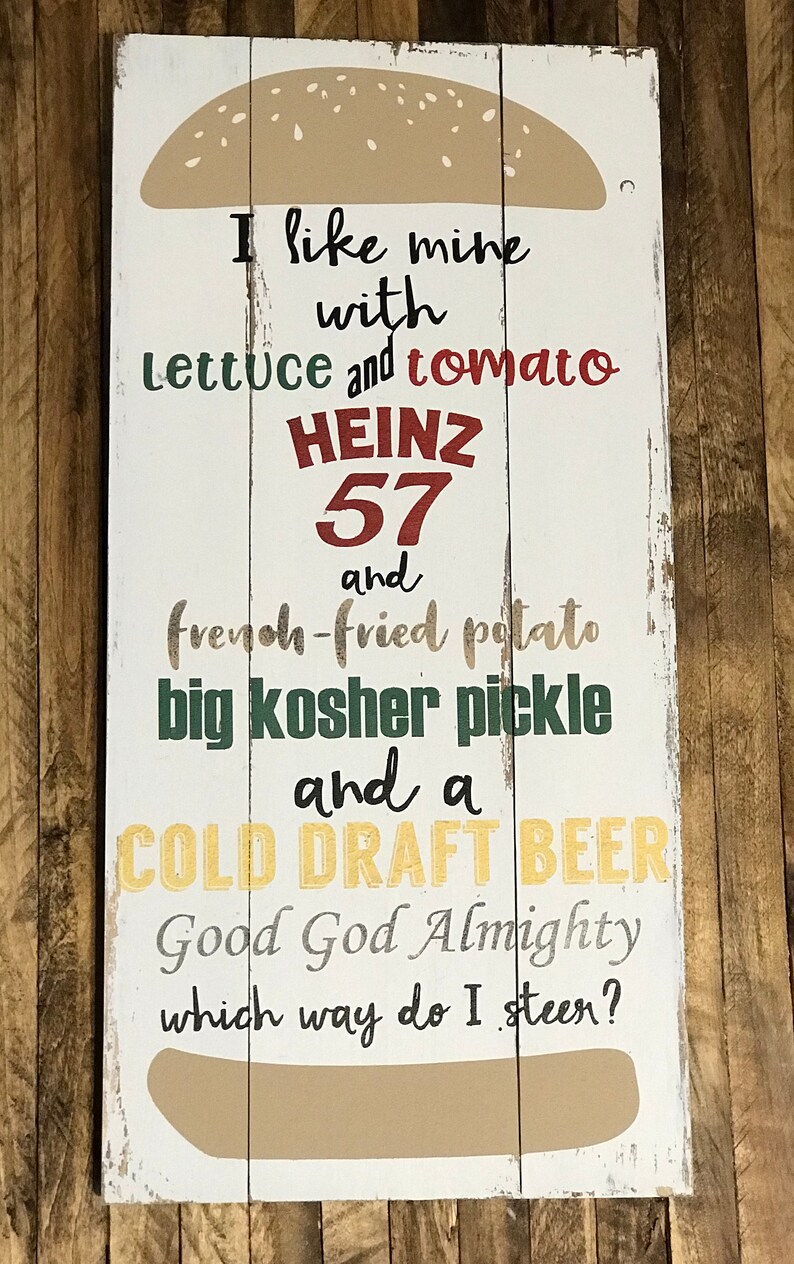 I like mine
with
Lettuce and tomato
HEINZ
57
and
french-fried potato
big kosher pickle
and a
COLD DRAFT BEER
Good God Almighty
which way do I steer?